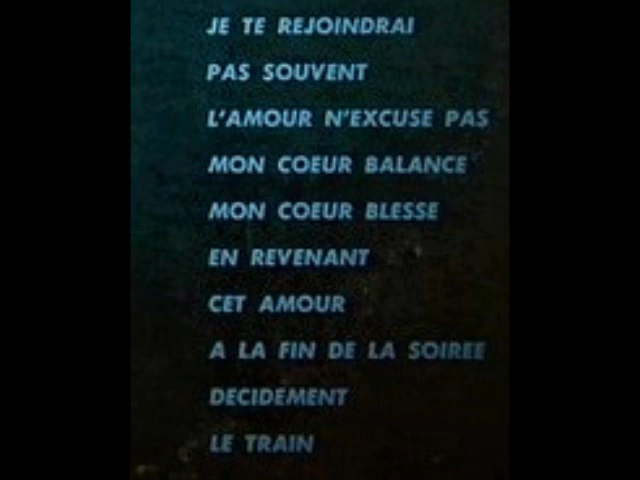 JE TE REJOINDRAI
PAS SOUVENT
L'AMOUR N'EXCUSE PAS
MON COEUR BALANCE
MON COEUR BLESSE
EN REVENANT
CET AMOUR
A LA FIN DE LA SOIREE
DECIDEMENT
LE TRAIN